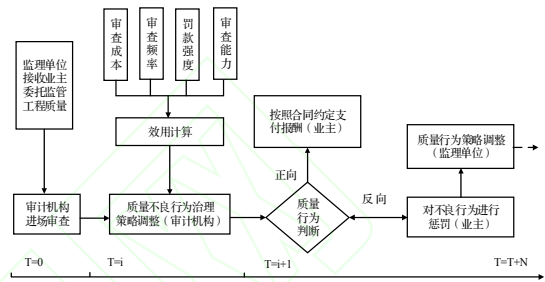 监理单位
接收业主
委托监管
工程质量
审查成本
审查频率
罚款强度
审查能力
效用计算
按照合同约定支
付报酬（业主）
质量行为策略调整
（监理单位）
正向
反向
审计机构
进场审查
质量不良行为治理
策略调整（审计机构）
质量
行为
判断
对不良行为进行
惩罚（业主）
T=0
T=i
T=i+1
T=T+N